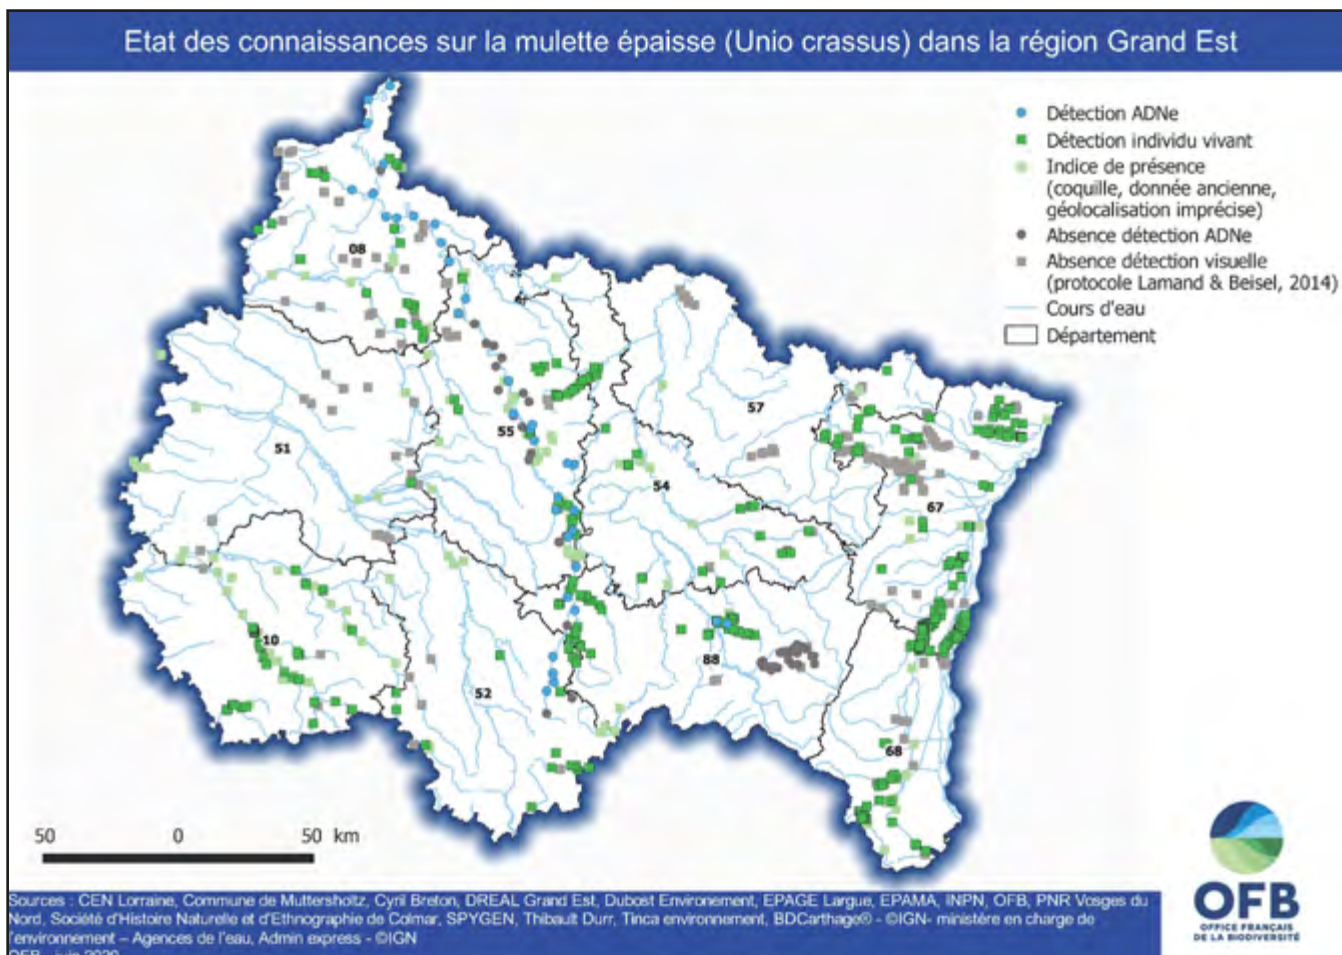 Etat des connaissances sur la mulette épaisse (Unio crassus) dans la région Grand Est
Détection ADNe
Détection individu vivant
Indice de présence
(coquille, donnée ancienne,
géolocalisation imprécise)
Absence détection ADNe
Absence détection visuelle
(protocole Lamand & Beisel, 2014)
Cours d'eau
Département
08
57
55
51
54
67
10
88
52
68
50 0 50 km
OFB
OFFICE FRANÇAIS
DE LA BIODIVERSITÉ
Sources : CEN Lorraine, Commune de Muttersholtz, Cyril Breton, DREAL Grand Est, Dubost Environement, EPAGE Largue, EPAMA, INPN, OFB, PNR Vosges du
Nord, Société d'Histoire Naturelle et d'Ethnographie de Colmar, SPYGEN, Thibault Durr, Tinca environnement, BDCarthage® - ©IGN- ministère en charge de
l'environnement – Agences de l'eau, Admin express - ©IGN